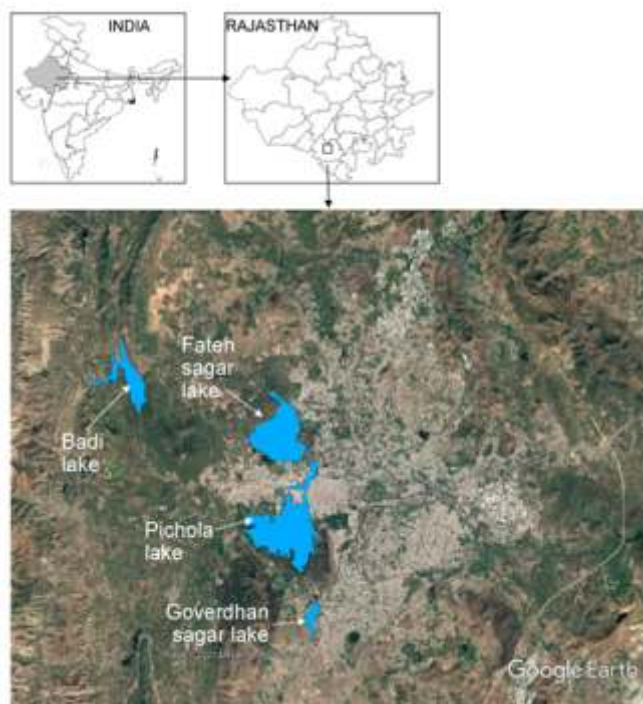 INDIA
RAJASTHAN
Fateh
sagar
lake
Badi
lake
Pichola
lake
Goverdhan
sagar lake
Google Earth